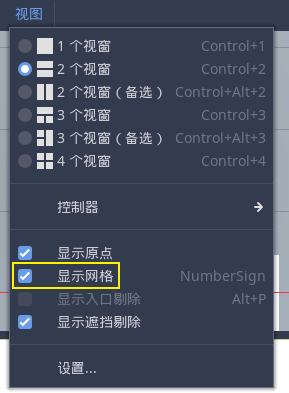 视图
1 个视窗 Control+1
2 个视窗 Control+2
2 个视窗（备选） Control+Alt+2
3 个视窗 Control+3
3 个视窗（备选） Control+Alt+3
4 个视窗 Control+4
控制器
显示原点
显示网格 NumberSign
显示入口剔除 Alt+P
显示遮挡剔除
设置...